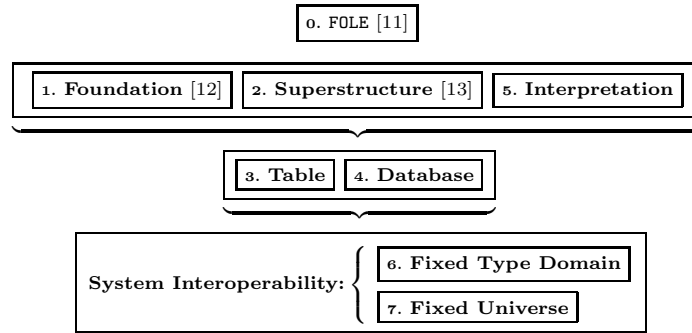 0. FOLE [11]
1. Foundation [12] 2. Superstructure [13] 5. Interpretation
3. Table 4. Database
System Interoperability:
6. Fixed Type Domain
7. Fixed Universe